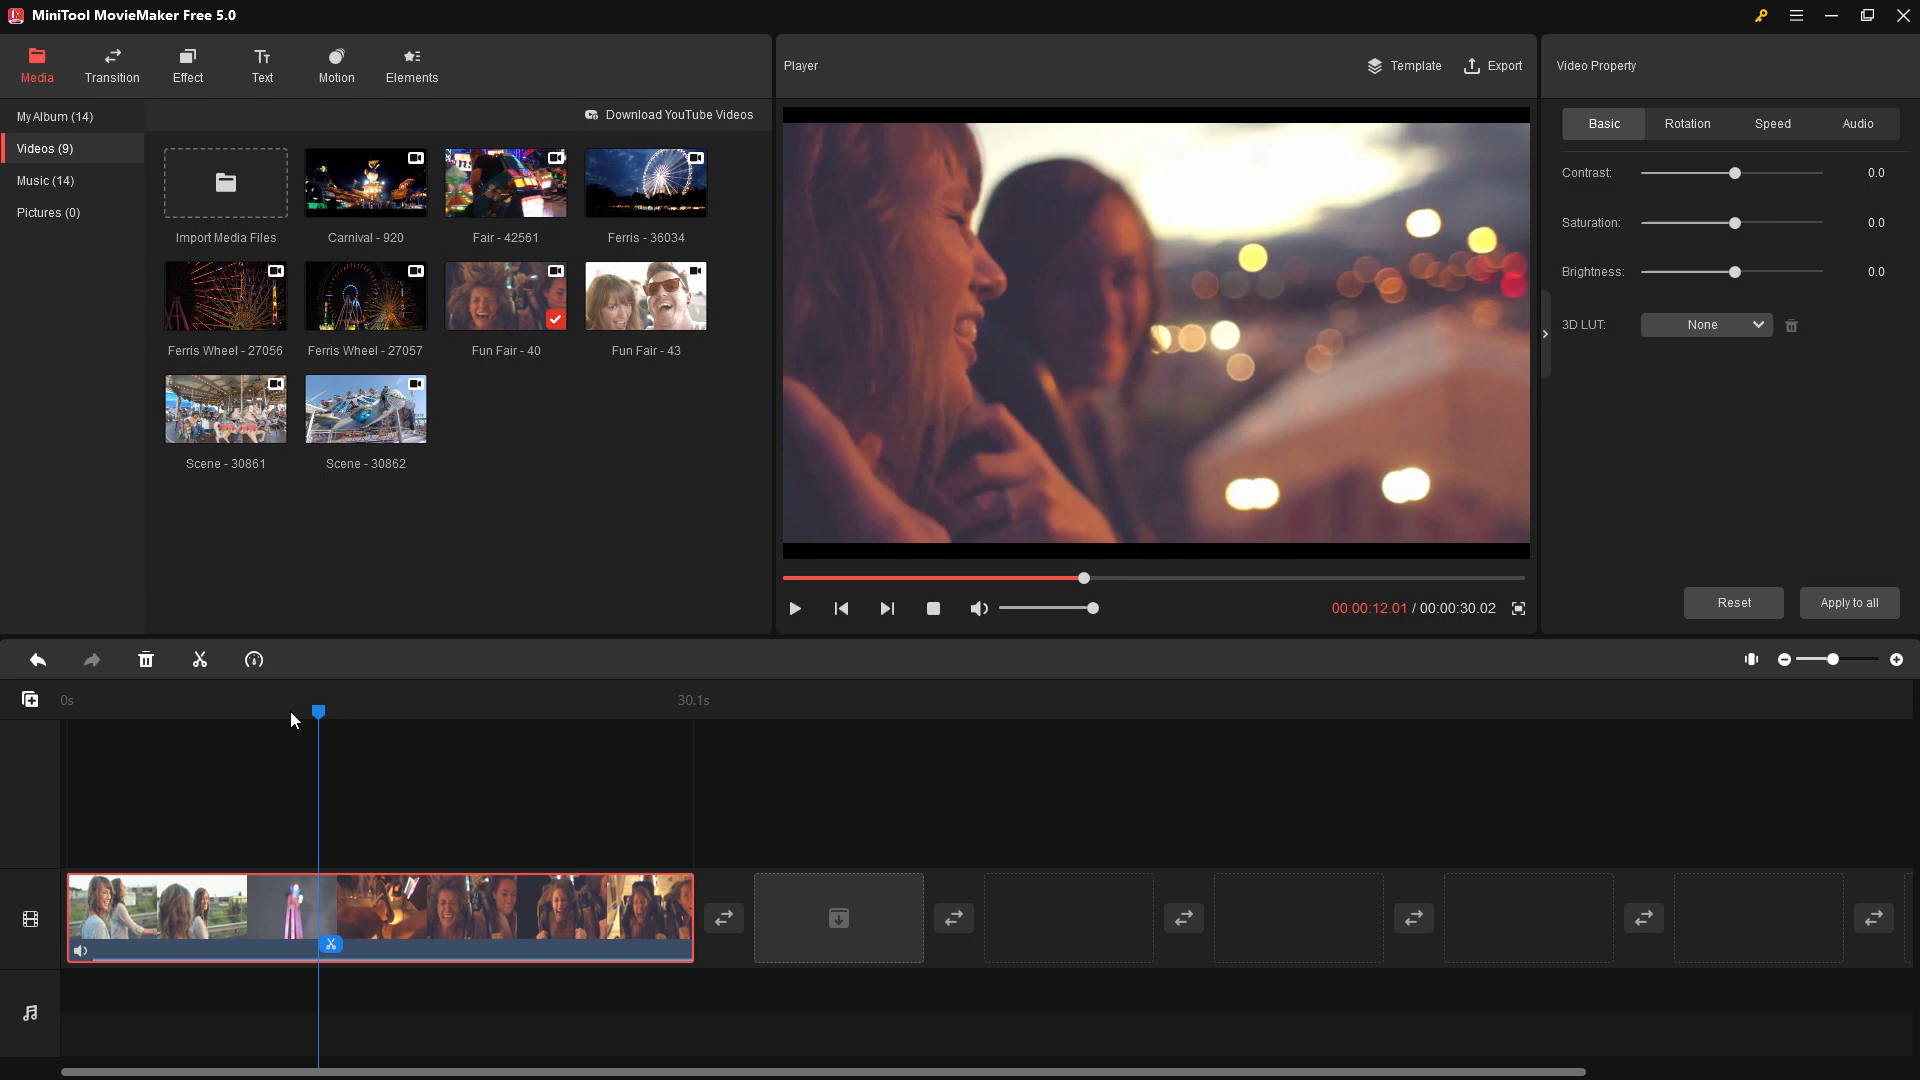 MiniTool MovieMaker Free 5.0
Media
Transition
Effect
Text
Motion
Elements
Player
Template
Export
Video Property
My Album (14)
Videos (9)
Music (14)
Pictures (0)
Download YouTube Videos
Import Media Files
Carnival - 920
Fair - 42561
Ferris - 36034
Ferris Wheel - 27056
Ferris Wheel - 27057
Fun Fair - 40
Fun Fair - 43
Scene - 30861
Scene - 30862
Basic
Rotation
Speed
Audio
Contrast: 0.0
Saturation: 0.0
Brightness: 0.0
3D LUT: None
00:00:12.01 / 00:00:30.02
Reset
Apply to all
0s
30.1s